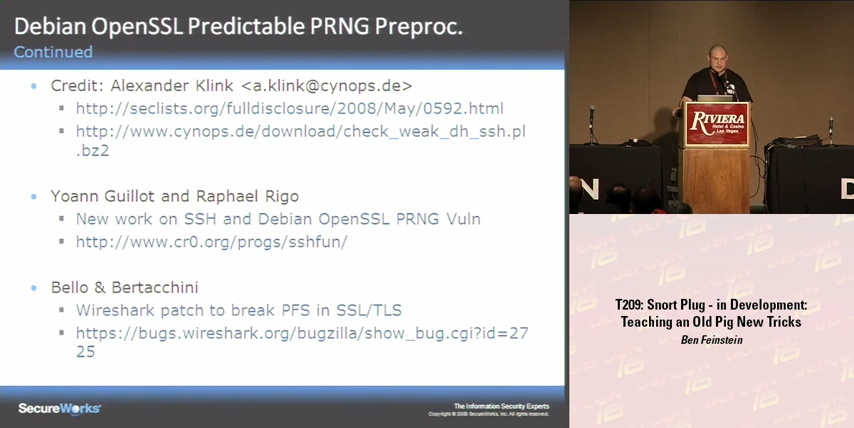 Debian OpenSSL Predictable PRNG Preproc.
Continued
Credit: Alexander Klink <a.klink@cynops.de>
http://seclists.org/fulldisclosure/2008/May/0592.html
http://www.cynops.de/download/check_weak_dh_ssh.pl
.bz2
Yoann Guillot and Raphael Rigo
New work on SSH and Debian OpenSSL PRNG Vuln
http://www.cr0.org/progs/sshfun/
Bello & Bertacchini
Wireshark patch to break PFS in SSL/TLS
https://bugs.wireshark.org/bugzilla/show_bug.cgi?id=27
25
SecureWorks
The Information Security Experts
Copyright © 2008 SecureWorks, Inc. All rights reserved.
RIVIERA
Hotel & Casino
Las Vegas
N
D
T209: Snort Plug - in Development:
Teaching an Old Pig New Tricks
Ben Feinstein